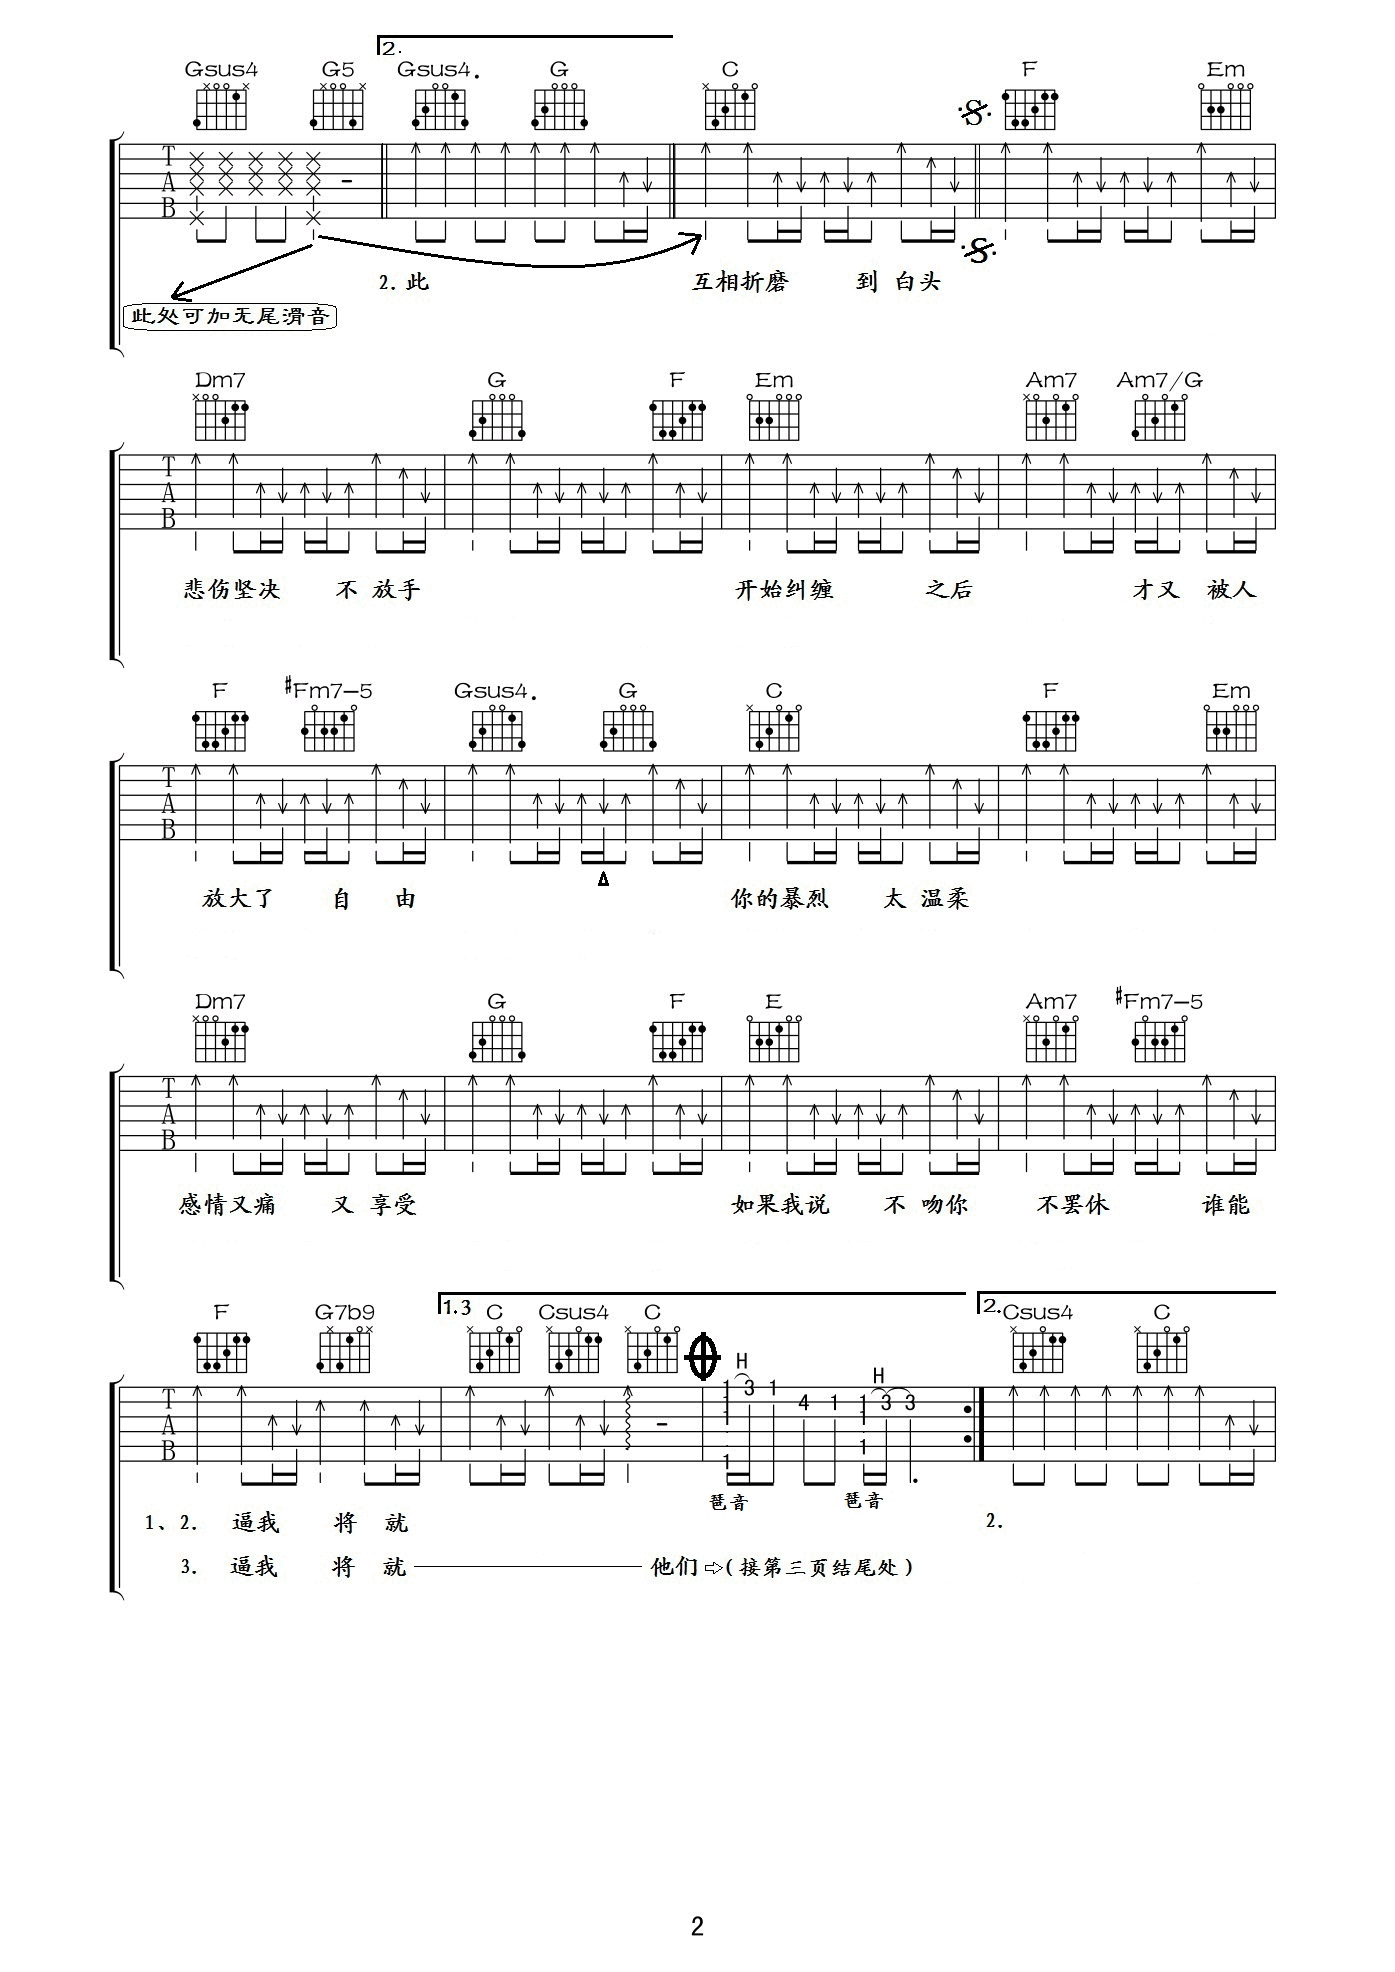 2.
Gsus4 G5 Gsus4. G C F Em
T
A
B
2. 此 互相折磨 到 白头
此处可加无尾滑音
Dm7 G F Em Am7 Am7/G
T
A
B
悲伤坚决 不 放手 开始纠缠 之后 才又 被人
F #Fm7-5 Gsus4. G C F Em
T
A
B
放大了 自 由 你的暴烈 太 温柔
Dm7 G F E Am7 #Fm7-5
T
A
B
感情又痛 又 享受 如果我说 不 吻你 不罢休 谁能
1.3 2.
F G7b9 C Csus4 C Csus4 C
H H
T
A
B
1 3 1 4 1 1 3 3
1
1
琶音 琶音
1、2. 逼我 将 就 2.
3. 逼我 将 就 他们 ⇨(接第三页结尾处)
2